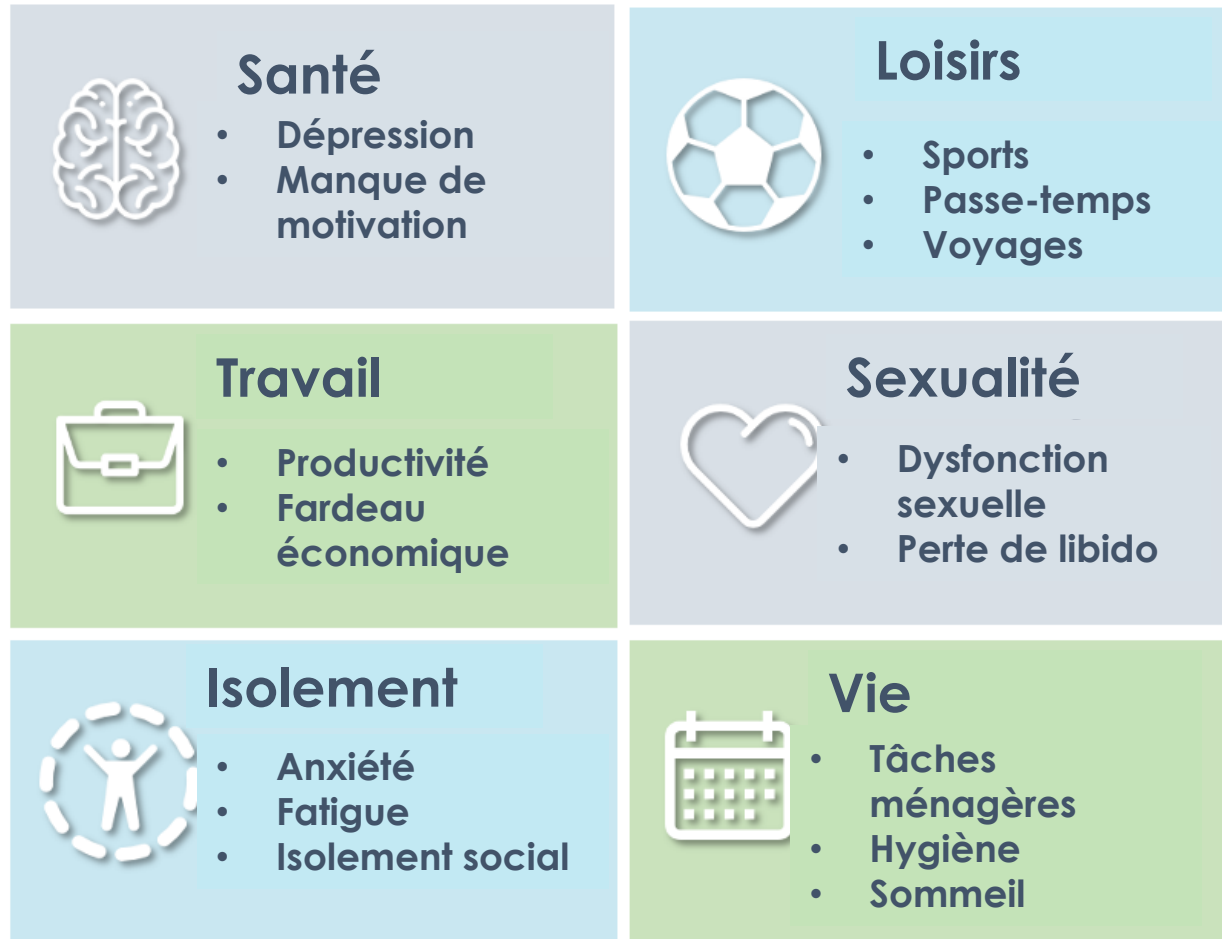 Santé
• Dépression
• Manque de
motivation
Loisirs
• Sports
• Passe-temps
• Voyages
Travail
• Productivité
• Fardeau
économique
Sexualité
• Dysfonction
sexuelle
• Perte de libido
Isolement
• Anxiété
• Fatigue
• Isolement social
Vie
• Tâches
ménagères
• Hygiène
• Sommeil